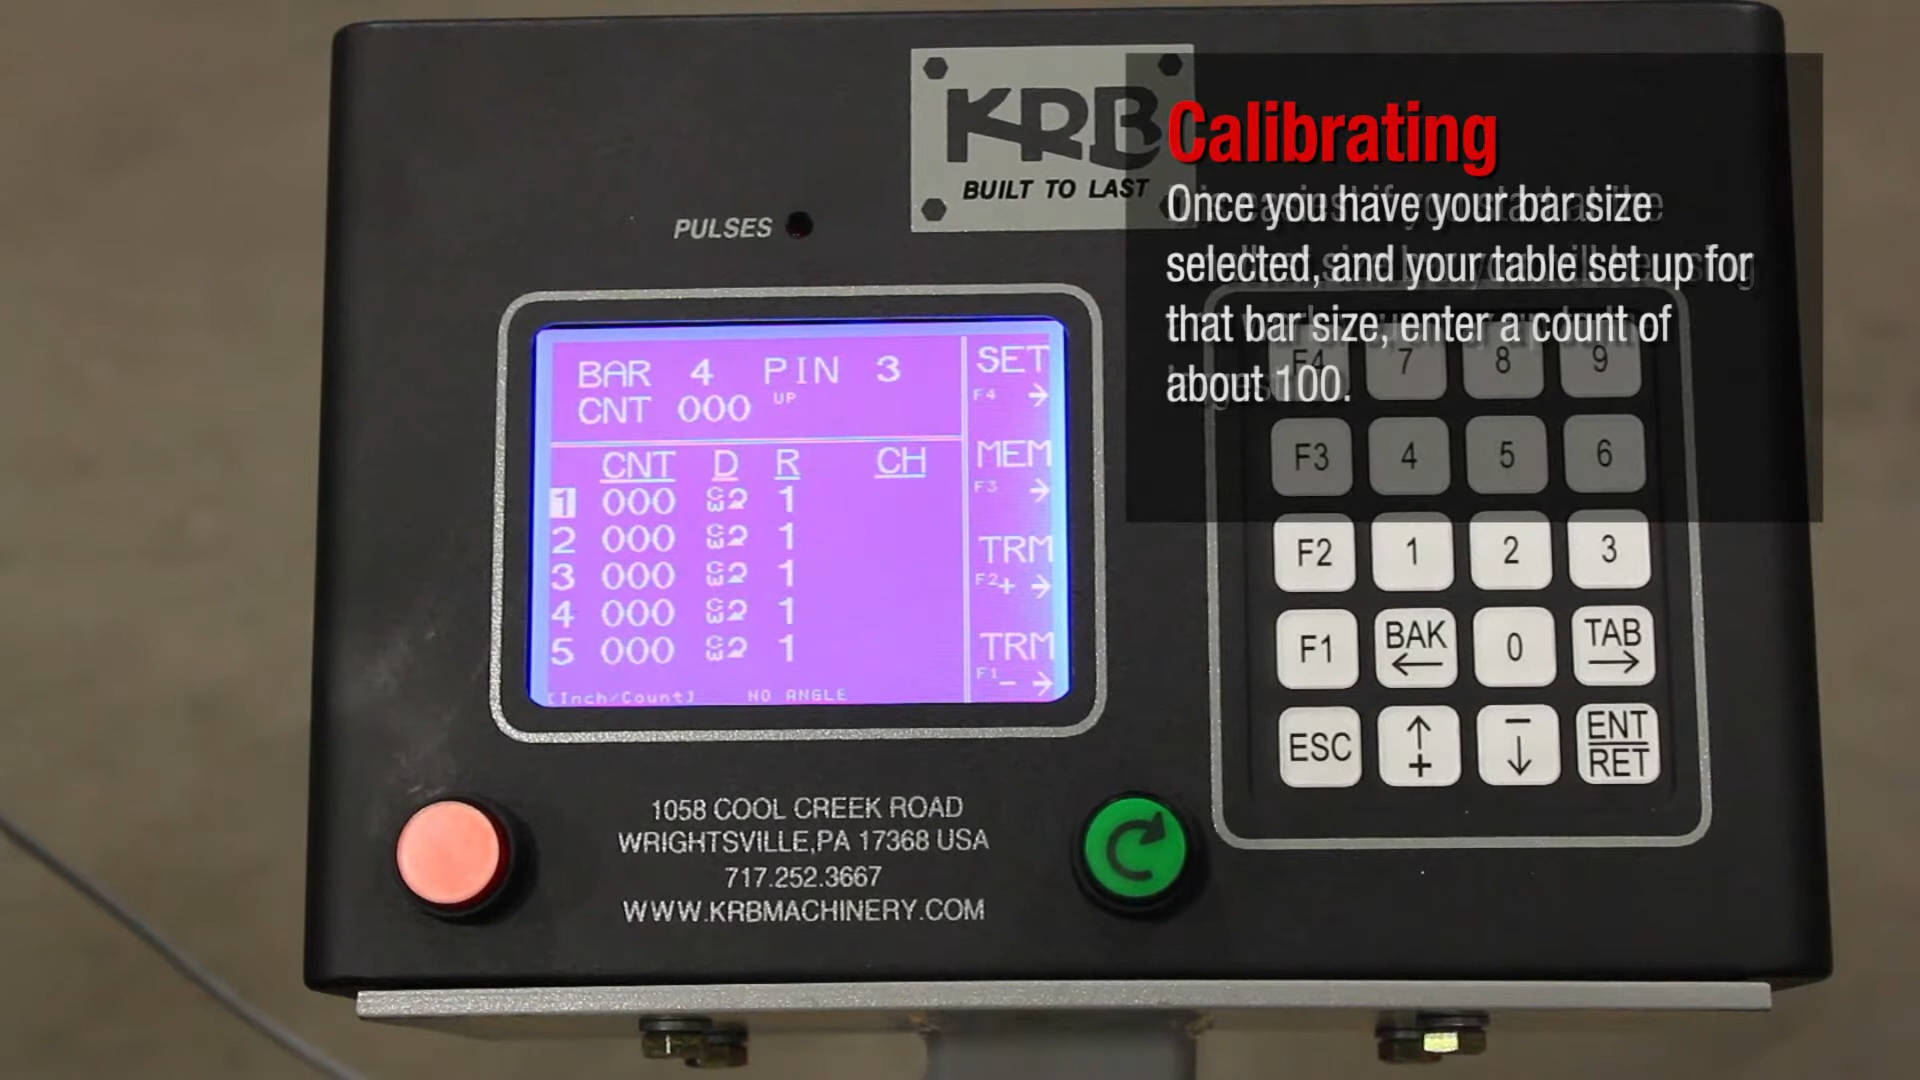 KRB
BUILT TO LAST
PULSES
Calibrating
Once you have your bar size
selected, and your table set up for
that bar size, enter a count of
about 100.
BAR 4 PIN 3
CNT 000 UP
CNT D R CH
1 000 1
2 000 1
3 000 1
4 000 1
5 000 1
[Inch/Count] NO ANGLE
SET
F4 →
MEM
F3 →
TRM
F2+ →
TRM
F1− →
F4 7 8 9
F3 4 5 6
F2 1 2 3
F1 BAK ← 0 TAB →
ESC ↑ + − ↓ ENT RET
1058 COOL CREEK ROAD
WRIGHTSVILLE,PA 17368 USA
717.252.3667
WWW.KRBMACHINERY.COM